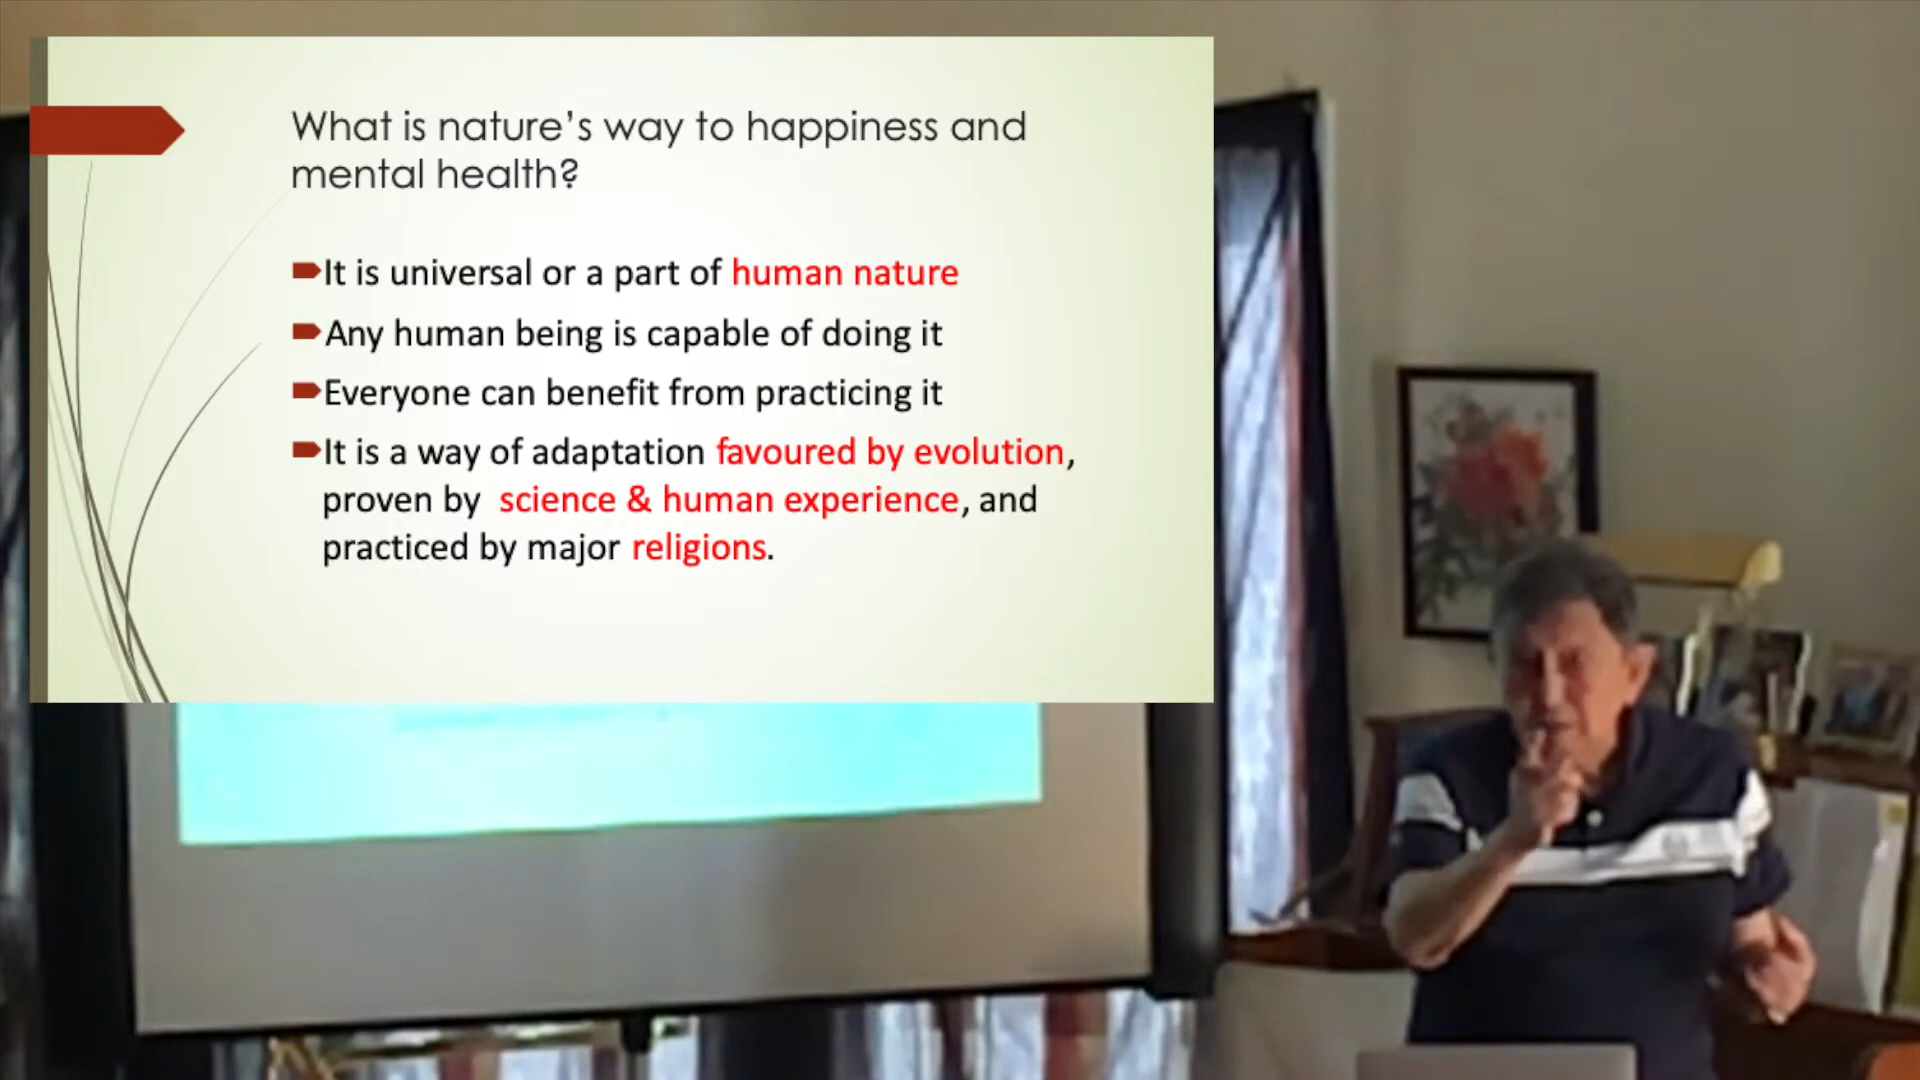 What is nature’s way to happiness and
mental health?
It is universal or a part of human nature
Any human being is capable of doing it
Everyone can benefit from practicing it
It is a way of adaptation favoured by evolution,
proven by science & human experience, and
practiced by major religions.